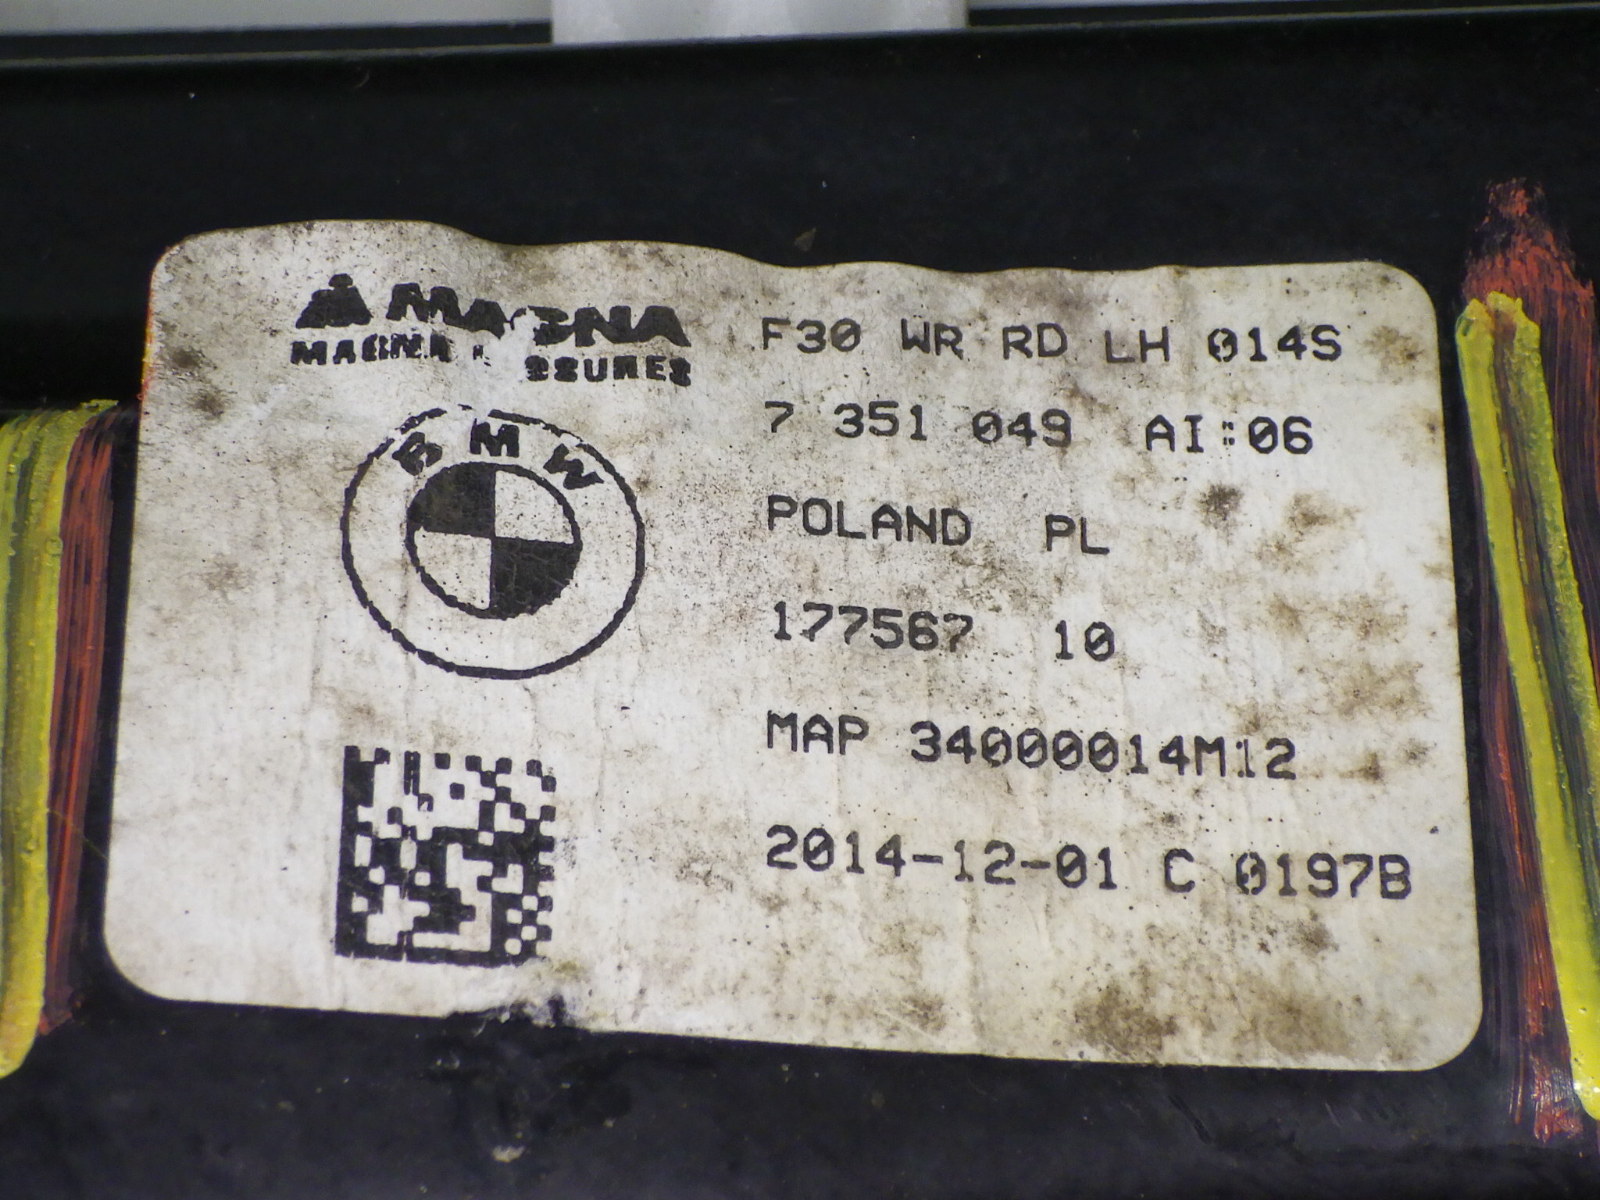 MAGNA
MAGNA
BMW
F30 WR RD LH 014S
7 351 049 AI:06
POLAND PL
177567 10
MAP 34000014M12
2014-12-01 C 0197B